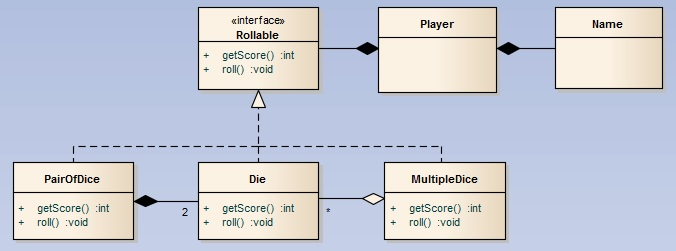 «interface»
Rollable
+ getScore() :int
+ roll() :void
Player
Name
PairOfDice
+ getScore() :int
+ roll() :void
2
Die
+ getScore() :int
+ roll() :void
*
MultipleDice
+ getScore() :int
+ roll() :void